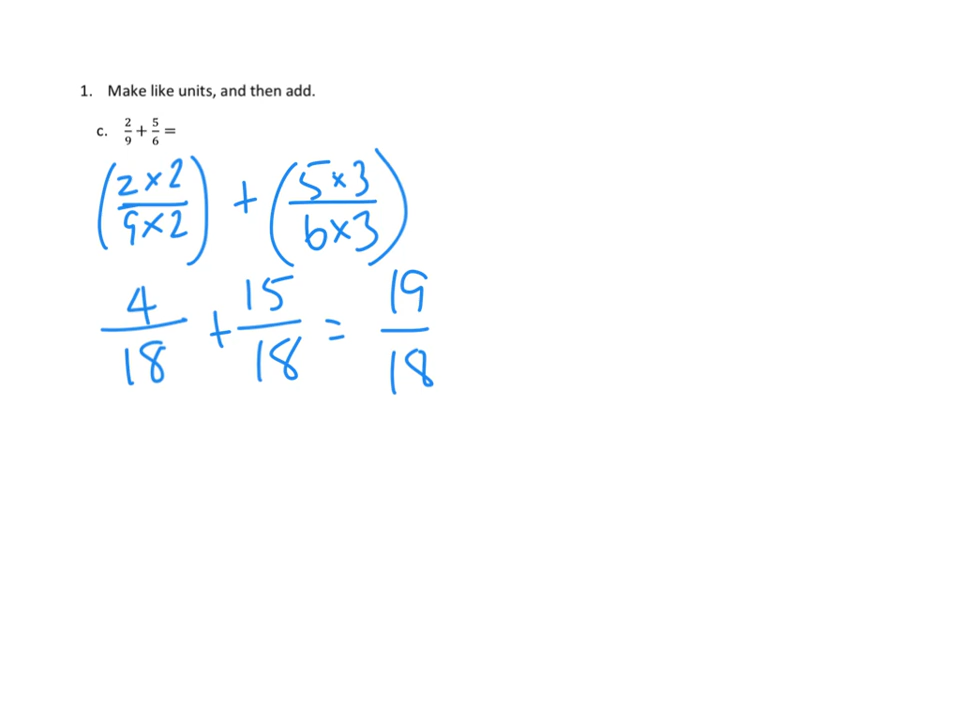 1. Make like units, and then add.
c. 2/9 + 5/6 =
(2 × 2 / 9 × 2) + (5 × 3 / 6 × 3)
4/18 + 15/18 = 19/18